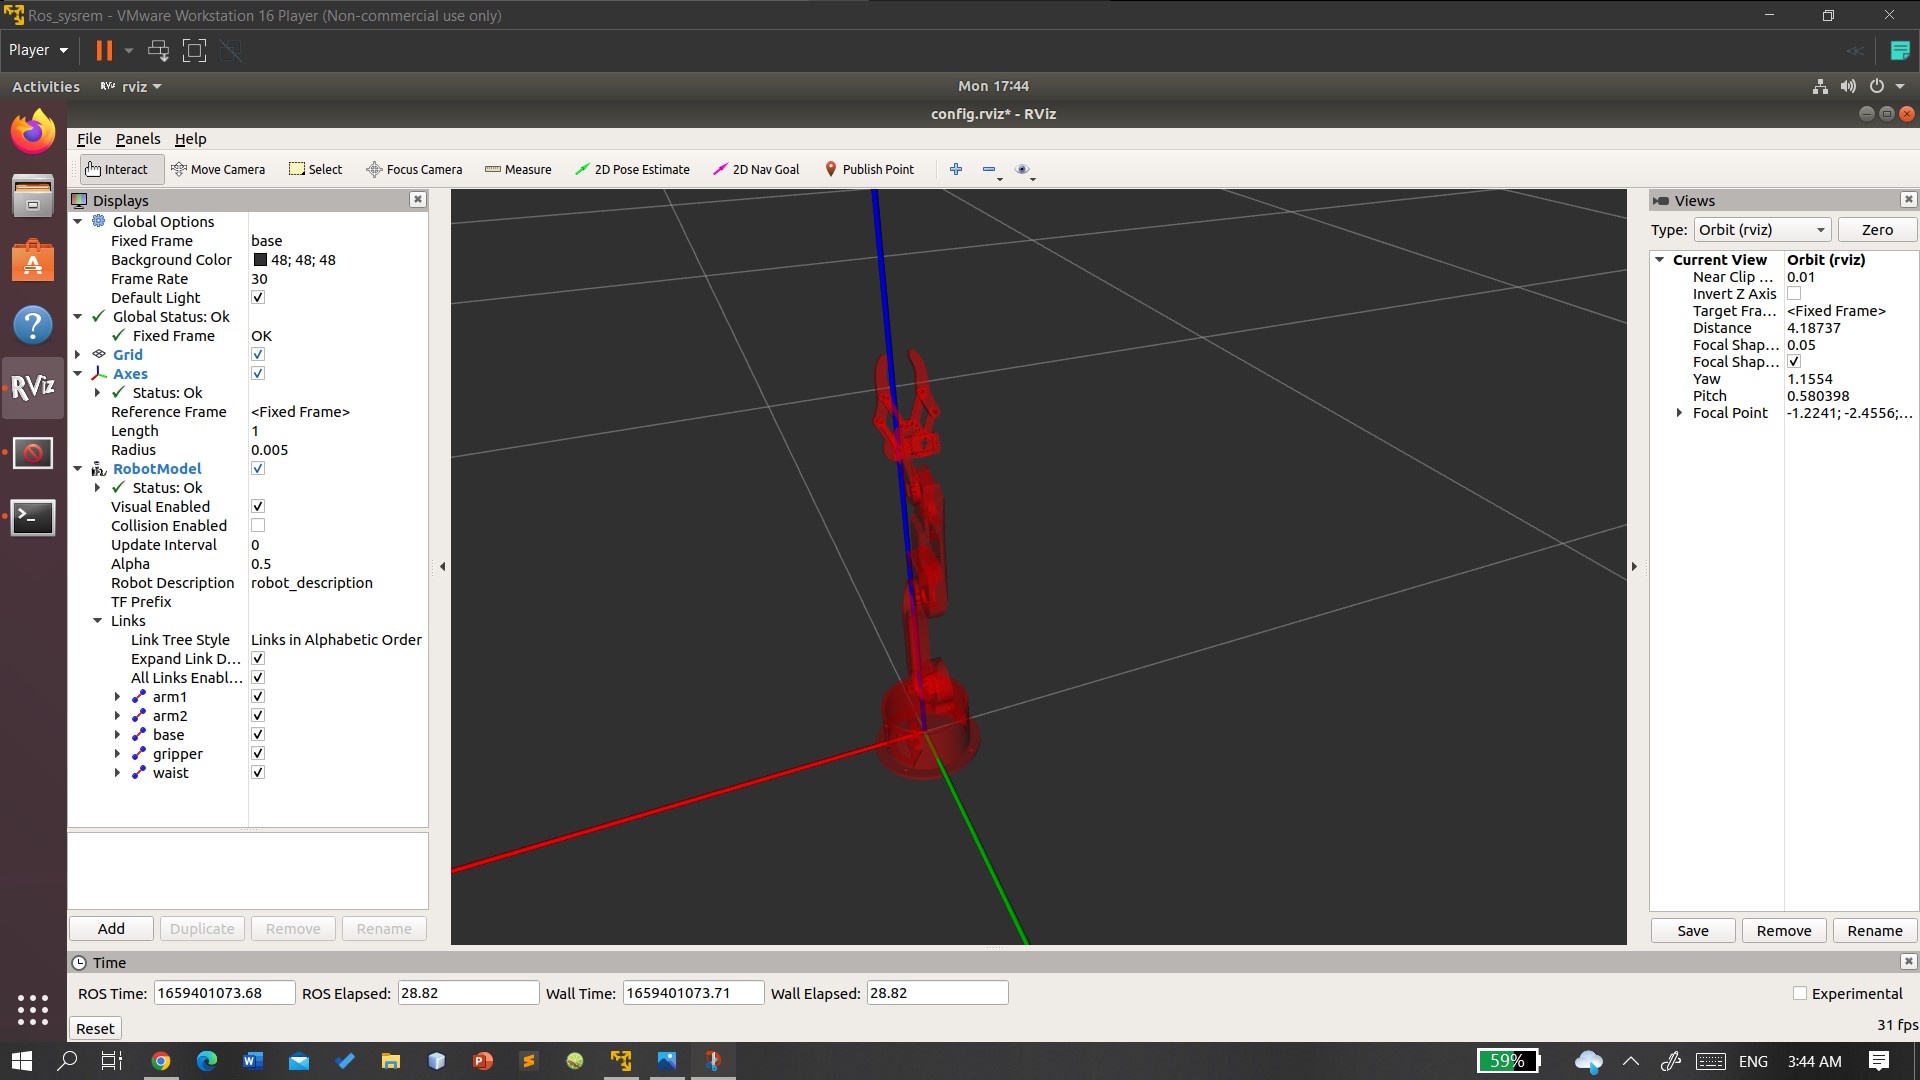 Ros_sysrem - VMware Workstation 16 Player (Non-commercial use only)
Player
Activities RViz rviz Mon 17:44
config.rviz* - RViz
File Panels Help
Interact Move Camera Select Focus Camera Measure 2D Pose Estimate 2D Nav Goal Publish Point
Displays
Global Options
Fixed Frame base
Background Color 48; 48; 48
Frame Rate 30
Default Light
Global Status: Ok
Fixed Frame OK
Grid
Axes
Status: Ok
Reference Frame <Fixed Frame>
Length 1
Radius 0.005
RobotModel
Status: Ok
Visual Enabled
Collision Enabled
Update Interval 0
Alpha 0.5
Robot Description robot_description
TF Prefix
Links
Link Tree Style Links in Alphabetic Order
Expand Link D...
All Links Enabl...
arm1
arm2
base
gripper
waist
Add Duplicate Remove Rename
Views
Type: Orbit (rviz) Zero
Current View Orbit (rviz)
Near Clip ... 0.01
Invert Z Axis
Target Fra... <Fixed Frame>
Distance 4.18737
Focal Shap... 0.05
Focal Shap...
Yaw 1.1554
Pitch 0.580398
Focal Point -1.2241; -2.4556;...
Save Remove Rename
RViz
Time
ROS Time: 1659401073.68 ROS Elapsed: 28.82 Wall Time: 1659401073.71 Wall Elapsed: 28.82 Experimental
Reset 31 fps
59% ENG 3:44 AM